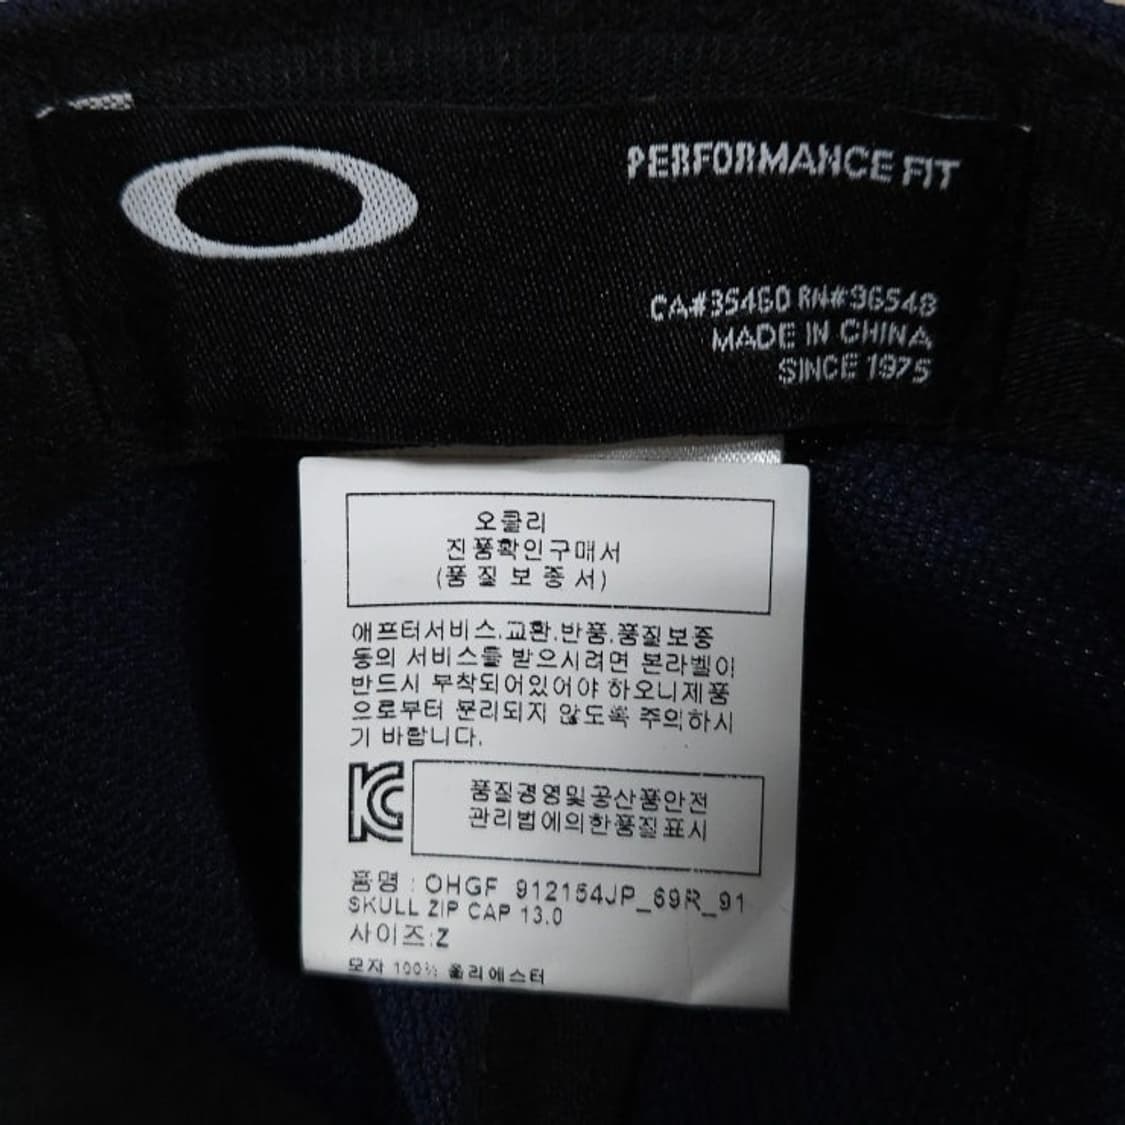 PERFORMANCE FIT
CA#35460 RN#96548
MADE IN CHINA
SINCE 1975
오클리
진품확인구매서
(품질보증서)
애프터서비스.교환.반품.품질보증
등의 서비스를 받으시려면 본라벨이
반드시 부착되어있어야 하오니제품
으로부터 분리되지 않도록 주의하시
기 바랍니다.
품질경영및공산품안전
관리법에의한품질표시
품명 : OHGF 912154JP_69R_91
SKULL ZIP CAP 13.0
사이즈:Z
모자 100% 폴리에스터